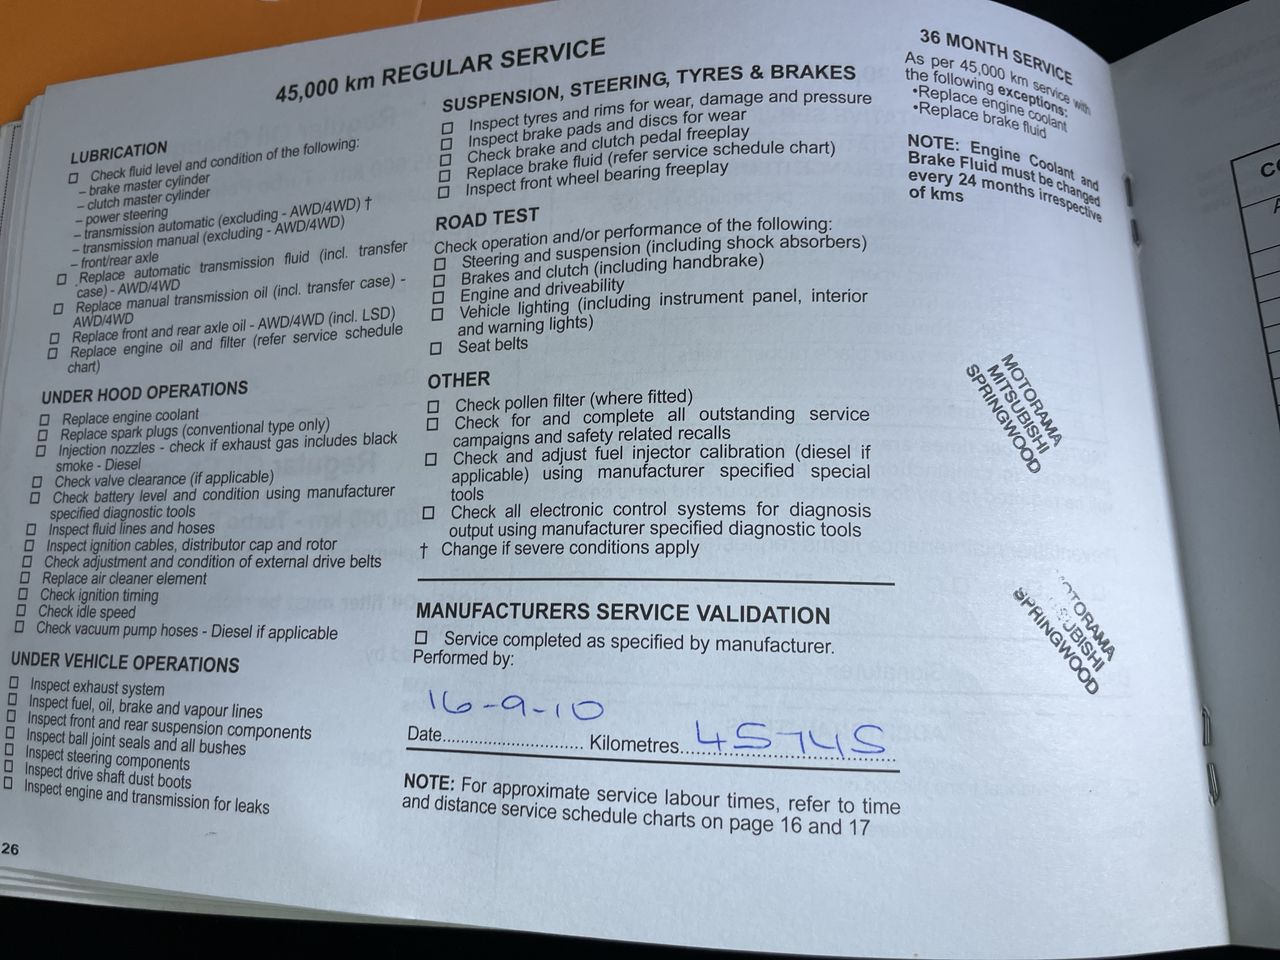 45,000 km REGULAR SERVICE
LUBRICATION
☐ Check fluid level and condition of the following:
– brake master cylinder
– clutch master cylinder
– power steering
– transmission automatic (excluding - AWD/4WD) †
– transmission manual (excluding - AWD/4WD)
– front/rear axle
☐ Replace automatic transmission fluid (incl. transfer
case) - AWD/4WD
☐ Replace manual transmission oil (incl. transfer case) -
AWD/4WD
☐ Replace front and rear axle oil - AWD/4WD (incl. LSD)
☐ Replace engine oil and filter (refer service schedule
chart)
UNDER HOOD OPERATIONS
☐ Replace engine coolant
☐ Replace spark plugs (conventional type only)
☐ Injection nozzles - check if exhaust gas includes black
smoke - Diesel
☐ Check valve clearance (if applicable)
☐ Check battery level and condition using manufacturer
specified diagnostic tools
☐ Inspect fluid lines and hoses
☐ Inspect ignition cables, distributor cap and rotor
☐ Check adjustment and condition of external drive belts
☐ Replace air cleaner element
☐ Check ignition timing
☐ Check idle speed
☐ Check vacuum pump hoses - Diesel if applicable
UNDER VEHICLE OPERATIONS
☐ Inspect exhaust system
☐ Inspect fuel, oil, brake and vapour lines
☐ Inspect front and rear suspension components
☐ Inspect ball joint seals and all bushes
☐ Inspect steering components
☐ Inspect drive shaft dust boots
☐ Inspect engine and transmission for leaks
26
SUSPENSION, STEERING, TYRES & BRAKES
☐ Inspect tyres and rims for wear, damage and pressure
☐ Inspect brake pads and discs for wear
☐ Check brake and clutch pedal freeplay
☐ Replace brake fluid (refer service schedule chart)
☐ Inspect front wheel bearing freeplay
ROAD TEST
Check operation and/or performance of the following:
☐ Steering and suspension (including shock absorbers)
☐ Brakes and clutch (including handbrake)
☐ Engine and driveability
☐ Vehicle lighting (including instrument panel, interior
and warning lights)
☐ Seat belts
OTHER
☐ Check pollen filter (where fitted)
☐ Check for and complete all outstanding service
campaigns and safety related recalls
☐ Check and adjust fuel injector calibration (diesel if
applicable) using manufacturer specified special
tools
☐ Check all electronic control systems for diagnosis
output using manufacturer specified diagnostic tools
† Change if severe conditions apply
MANUFACTURERS SERVICE VALIDATION
☐ Service completed as specified by manufacturer.
Performed by:
16-9-10
Date.............................. Kilometres 45745
NOTE: For approximate service labour times, refer to time
and distance service schedule charts on page 16 and 17
36 MONTH SERVICE
As per 45,000 km service with
the following exceptions:
•Replace engine coolant
•Replace brake fluid
NOTE: Engine Coolant and
Brake Fluid must be changed
every 24 months irrespective
of kms
MOTORAMA
MITSUBISHI
SPRINGWOOD
OTORAMA
UBISHI
SPRINGWOOD